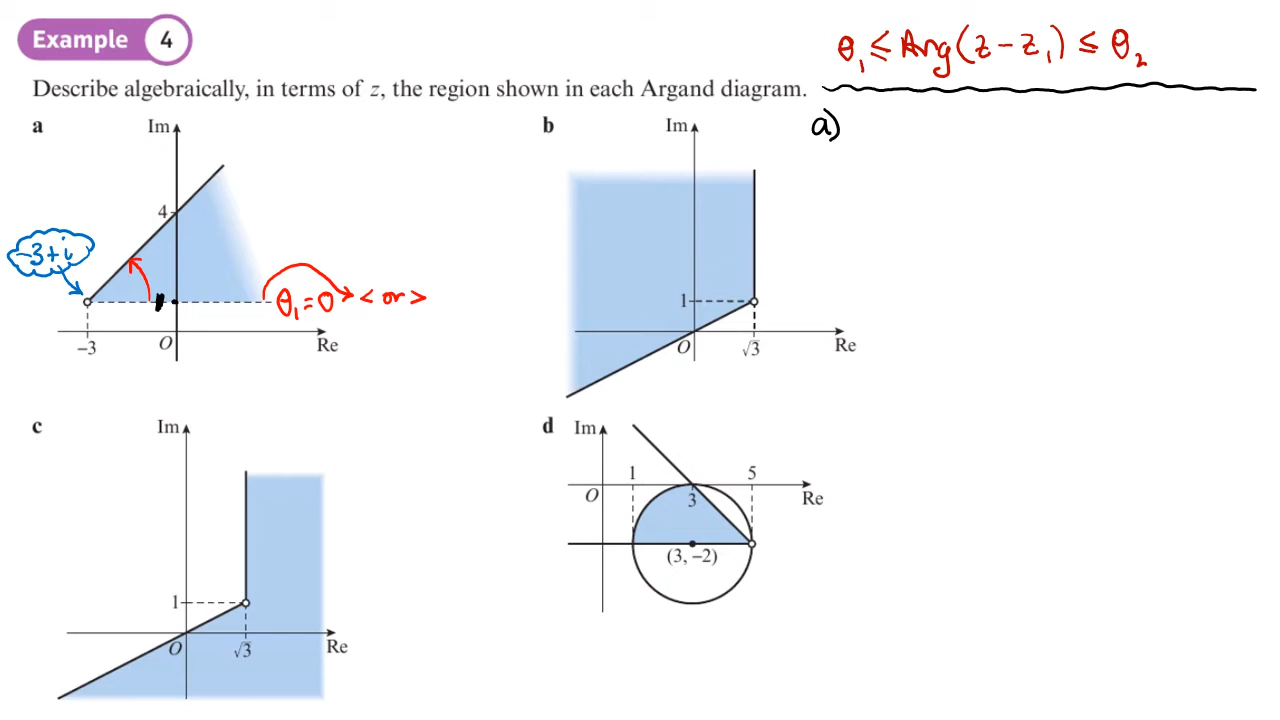 Example 4
θ₁ ≤ Arg(z − z₁) ≤ θ₂
Describe algebraically, in terms of z, the region shown in each Argand diagram.
a)
a
Im
4
-3+i
θ₁=0
< or >
−3
O
Re
b
Im
1
O
√3
Re
c
Im
1
O
√3
Re
d
Im
1
5
O
3
Re
(3, −2)